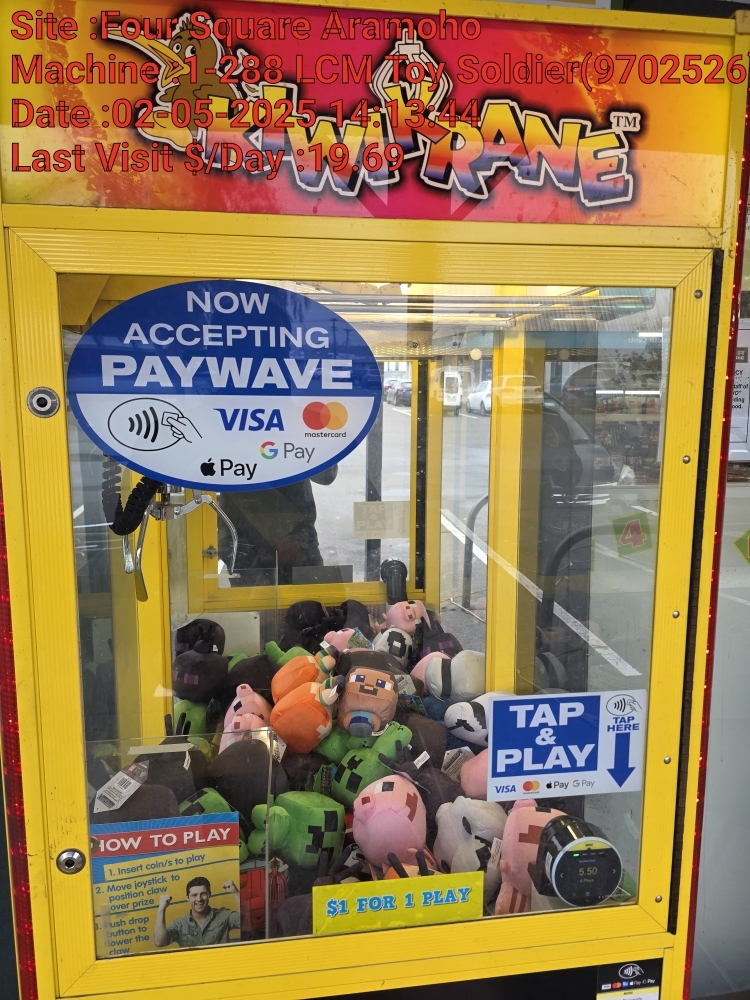 Site :Four Square Aramoho
Machine :1-288 LCM Toy Soldier(9702526)
Date :02-05-2025 14:13:44
Last Visit $/Day :19.69
KIWIKRANE™
NOW
ACCEPTING
PAYWAVE
VISA
mastercard
G Pay
Pay
4
TAP
&
PLAY
TAP
HERE
VISA Pay G Pay
5.50
HOW TO PLAY
1. Insert coin/s to play
2. Move joystick to
position claw
over prize
3. Push drop
button to
lower the
claw
$1 FOR 1 PLAY